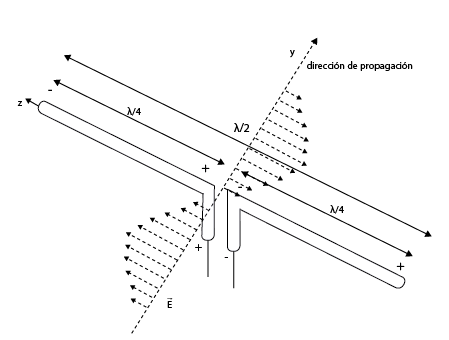 y
dirección de propagación
-
z
λ/4
λ/2
+
-
λ/4
+
-
+
E⃗